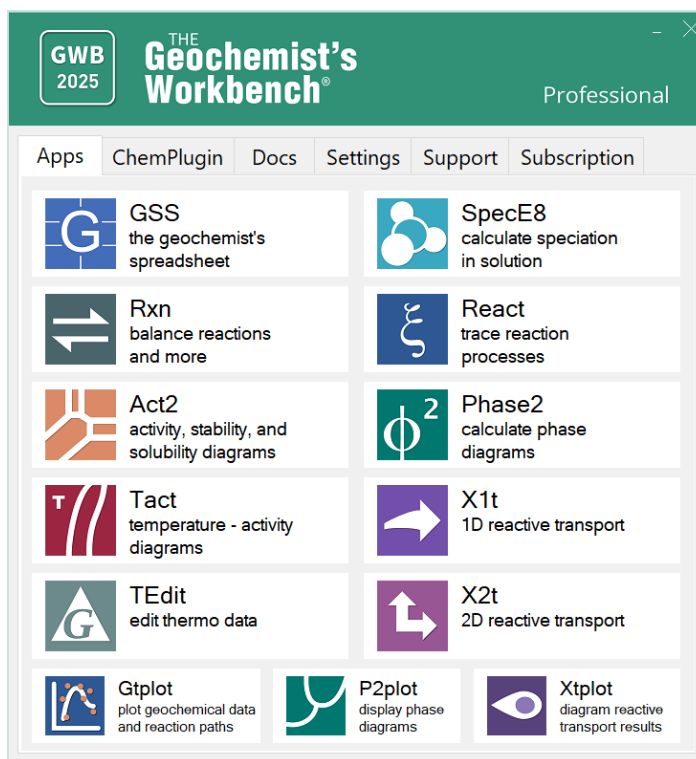 GWB
2025
THE
Geochemist's
Workbench®
Professional
Apps ChemPlugin Docs Settings Support Subscription
G
GSS
the geochemist's
spreadsheet
SpecE8
calculate speciation
in solution
Rxn
balance reactions
and more
ξ
React
trace reaction
processes
Act2
activity, stability, and
solubility diagrams
ϕ²
Phase2
calculate phase
diagrams
T
Tact
temperature - activity
diagrams
X1t
1D reactive transport
G
TEdit
edit thermo data
X2t
2D reactive transport
Gtplot
plot geochemical data
and reaction paths
P2plot
display phase
diagrams
Xtplot
diagram reactive
transport results